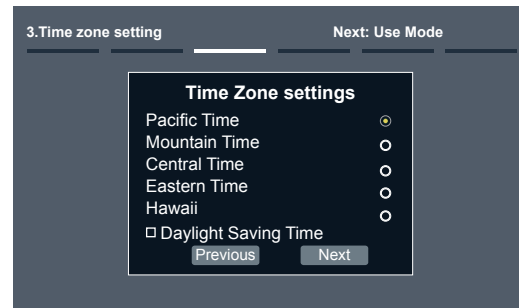 3.Time zone setting Next: Use Mode
Time Zone settings
Pacific Time
Mountain Time
Central Time
Eastern Time
Hawaii
Daylight Saving Time
Previous Next